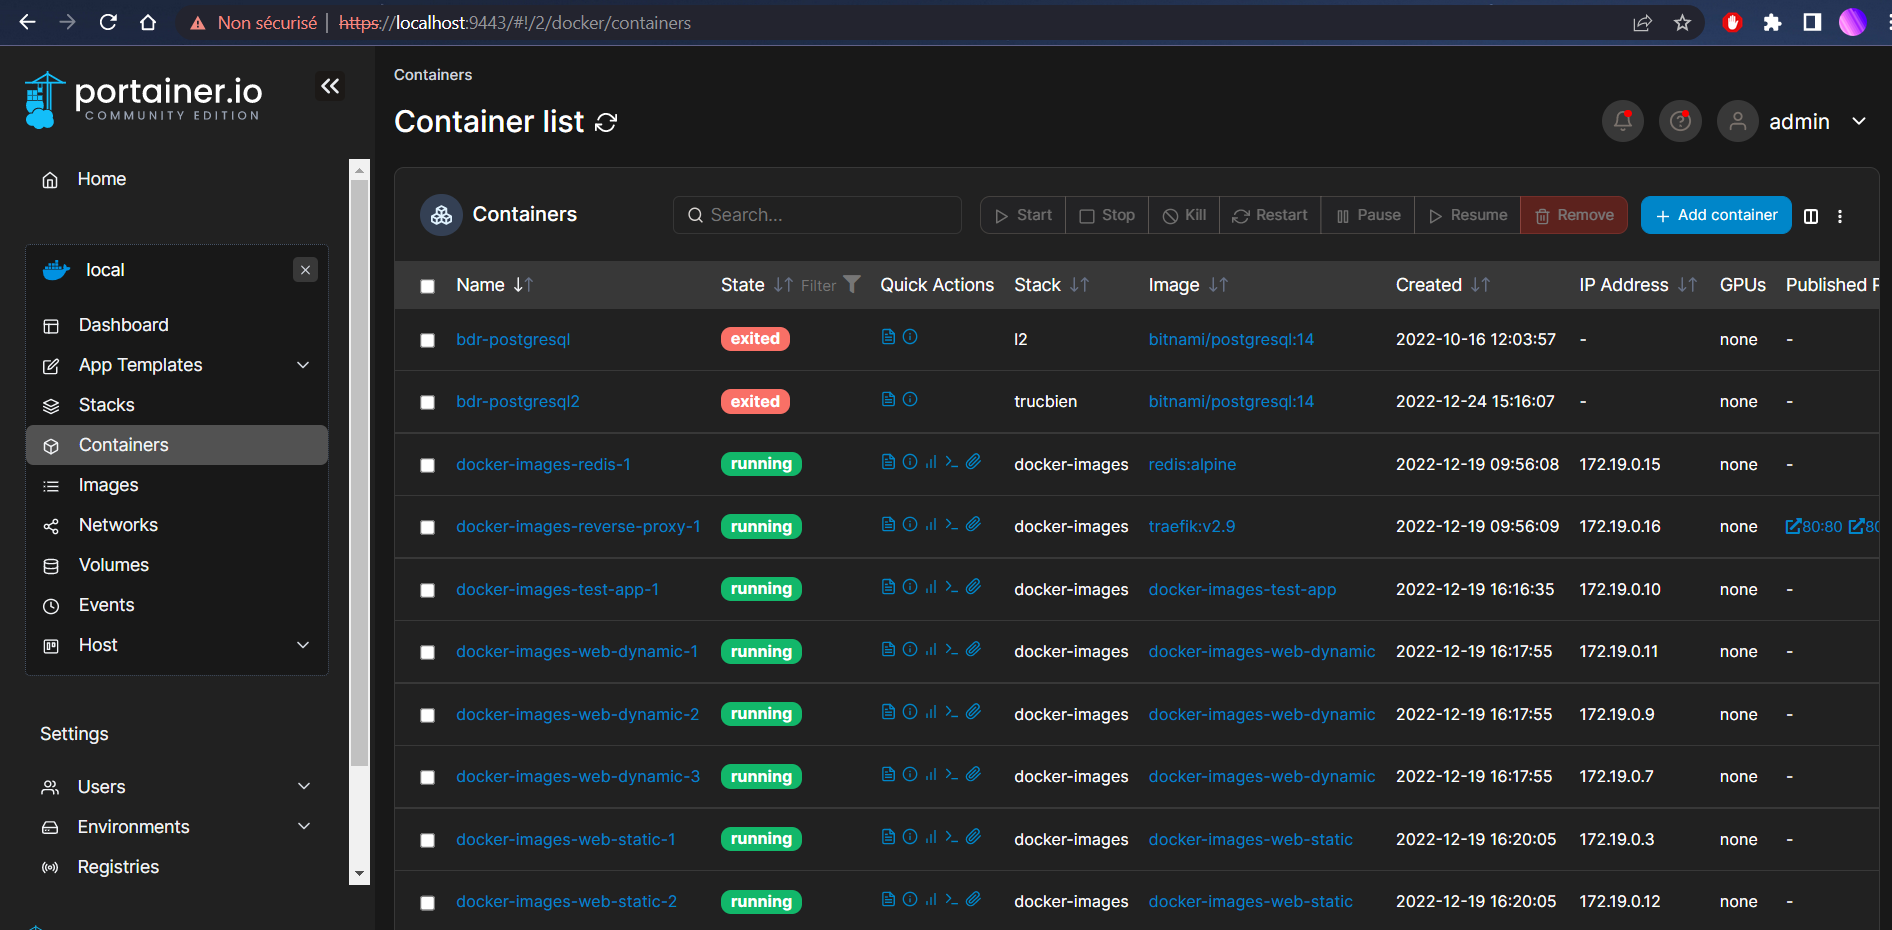 Non sécurisé | https://localhost:9443/#!/2/docker/containers
portainer.io
COMMUNITY EDITION
Home
local
Dashboard
App Templates
Stacks
Containers
Images
Networks
Volumes
Events
Host
Settings
Users
Environments
Registries
Containers
Container list
admin
Containers Search... Start Stop Kill Restart Pause Resume Remove + Add container
Name State Filter Quick Actions Stack Image Created IP Address GPUs Published
bdr-postgresql exited l2 bitnami/postgresql:14 2022-10-16 12:03:57 - none -
bdr-postgresql2 exited trucbien bitnami/postgresql:14 2022-12-24 15:16:07 - none -
docker-images-redis-1 running docker-images redis:alpine 2022-12-19 09:56:08 172.19.0.15 none -
docker-images-reverse-proxy-1 running docker-images traefik:v2.9 2022-12-19 09:56:09 172.19.0.16 none 80:80 80
docker-images-test-app-1 running docker-images docker-images-test-app 2022-12-19 16:16:35 172.19.0.10 none -
docker-images-web-dynamic-1 running docker-images docker-images-web-dynamic 2022-12-19 16:17:55 172.19.0.11 none -
docker-images-web-dynamic-2 running docker-images docker-images-web-dynamic 2022-12-19 16:17:55 172.19.0.9 none -
docker-images-web-dynamic-3 running docker-images docker-images-web-dynamic 2022-12-19 16:17:55 172.19.0.7 none -
docker-images-web-static-1 running docker-images docker-images-web-static 2022-12-19 16:20:05 172.19.0.3 none -
docker-images-web-static-2 running docker-images docker-images-web-static 2022-12-19 16:20:05 172.19.0.12 none -